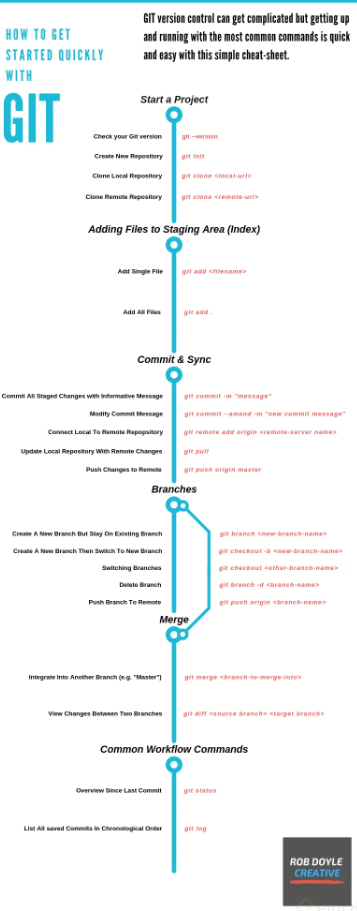 HOW TO GET
STARTED QUICKLY
WITH
GIT
GIT version control can get complicated but getting up
and running with the most common commands is quick
and easy with this simple cheat-sheet.
Start a Project
Check your Git version git --version
Create New Repository git init
Clone Local Repository git clone <local-url>
Clone Remote Repository git clone <remote-url>
Adding Files to Staging Area (Index)
Add Single File git add <filename>
Add All Files git add .
Commit & Sync
Commit All Staged Changes with Informative Message git commit -m "message"
Modify Commit Message git commit --amend -m "new commit message"
Connect Local To Remote Repopsitory git remote add origin <remote-server name>
Update Local Repository With Remote Changes git pull
Push Changes to Remote git push origin master
Branches
Create A New Branch But Stay On Existing Branch git branch <new-branch-name>
Create A New Branch Then Switch To New Branch git checkout -b <new-branch-name>
Switching Branches git checkout <other-branch-name>
Delete Branch git branch -d <branch-name>
Push Branch To Remote git push origin <branch-name>
Merge
Integrate Into Another Branch (e.g. "Master") git merge <branch-to-merge-into>
View Changes Between Two Branches git diff <source branch> <target branch>
Common Workflow Commands
Overview Since Last Commit git status
List All saved Commits In Chronological Order git log
ROB DOYLE
CREATIVE